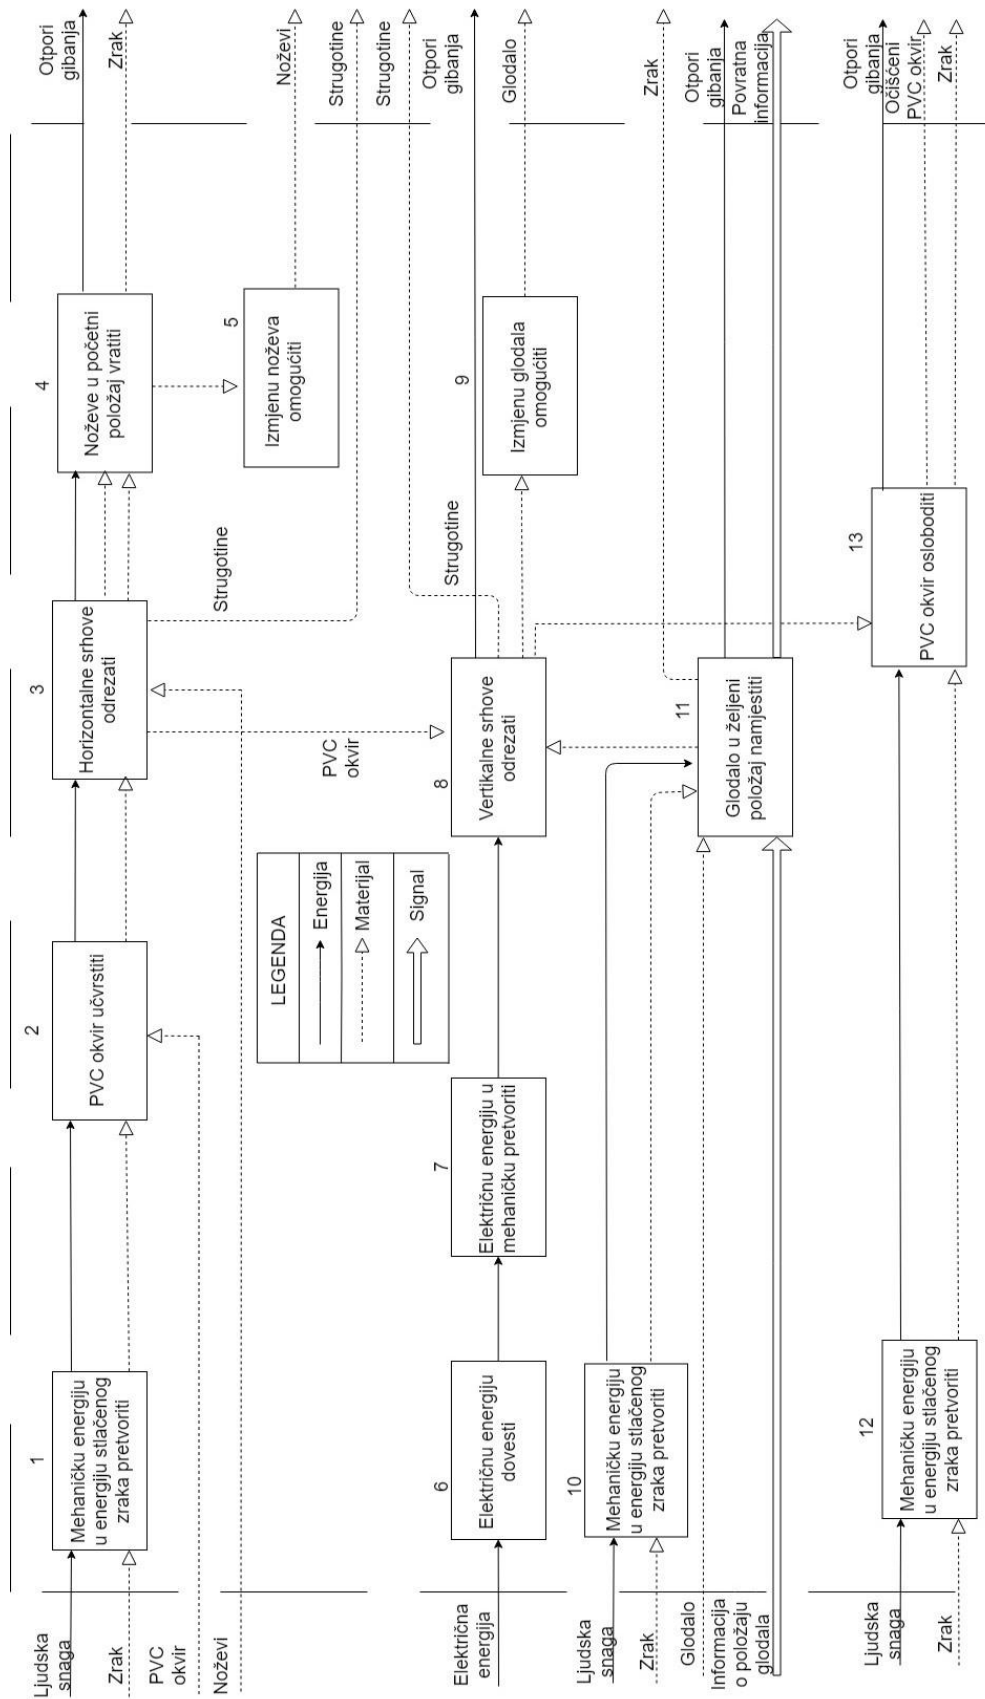 Ljudska
snaga
Zrak
PVC
okvir
Noževi
1
Mehaničku energiju
u energiju stlačenog
zraka pretvoriti
2
PVC okvir učvrstiti
3
Horizontalne srhove
odrezati
4
Noževe u početni
položaj vratiti
5
Izmjenu noževa
omogućiti
Strugotine
PVC
okvir
Otpori
gibanja
Zrak
Noževi
Strugotine
Strugotine
Otpori
gibanja
Glodalo
LEGENDA
Energija
Materijal
Signal
Električna
energija
6
Električnu energiju
dovesti
7
Električnu energiju u
mehaničku pretvoriti
8
Vertikalne srhove
odrezati
Strugotine
9
Izmjenu glodala
omogućiti
Ljudska
snaga
Zrak
Glodalo
Informacija
o položaju
glodala
10
Mehaničku energiju
u energiju stlačenog
zraka pretvoriti
11
Glodalo u željeni
položaj namjestiti
Zrak
Otpori
gibanja
Povratna
informacija
Ljudska
snaga
Zrak
12
Mehaničku energiju
u energiju stlačenog
zraka pretvoriti
13
PVC okvir osloboditi
Otpori
gibanja
Očišćeni
PVC okvir
Zrak